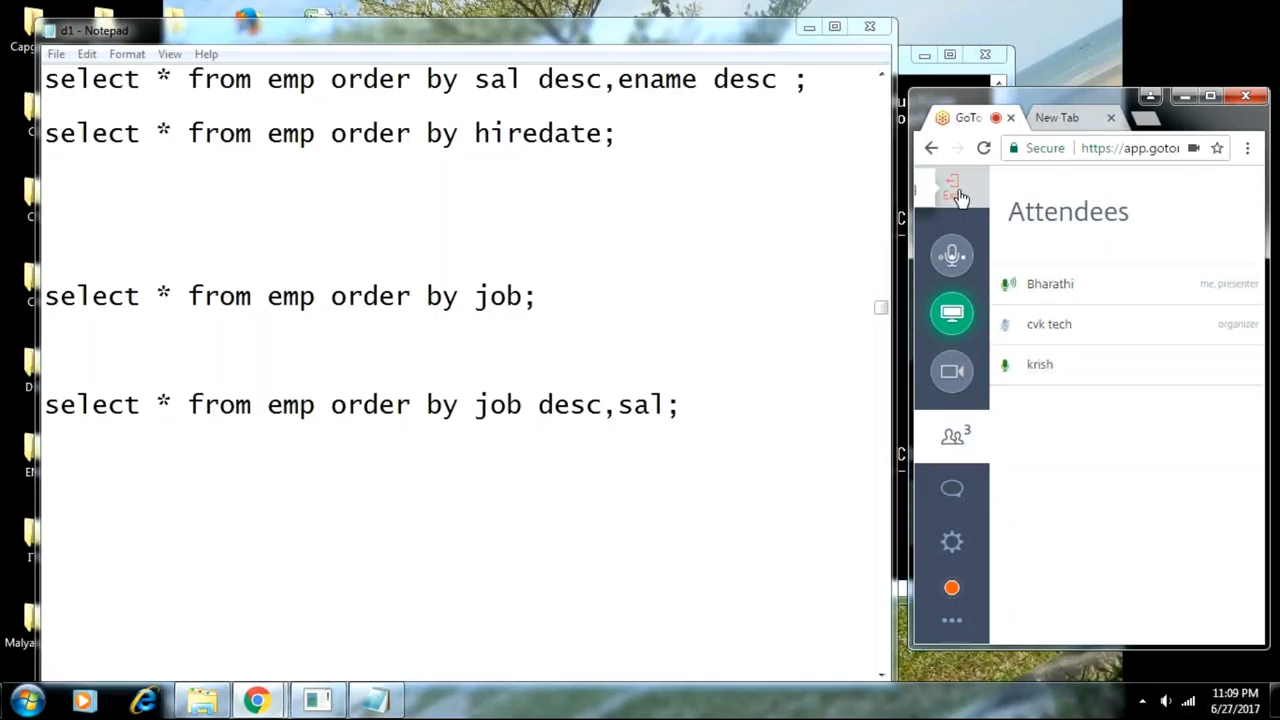 d1 - Notepad
File Edit Format View Help
select * from emp order by sal desc,ename desc ;
select * from emp order by hiredate;
select * from emp order by job;
select * from emp order by job desc,sal;
GoTo
New Tab
Secure https://app.gotor
Attendees
Bharathi me, presenter
cvk tech organizer
krish
3
Capg
Malya
11:09 PM
6/27/2017